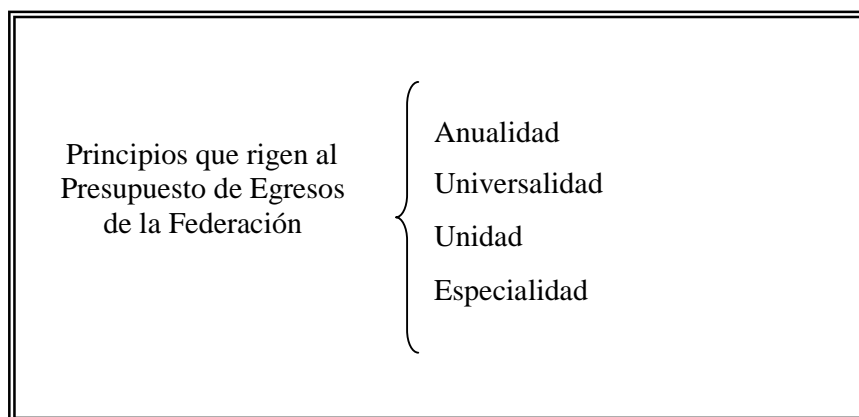 Principios que rigen al
Presupuesto de Egresos
de la Federación
Anualidad
Universalidad
Unidad
Especialidad